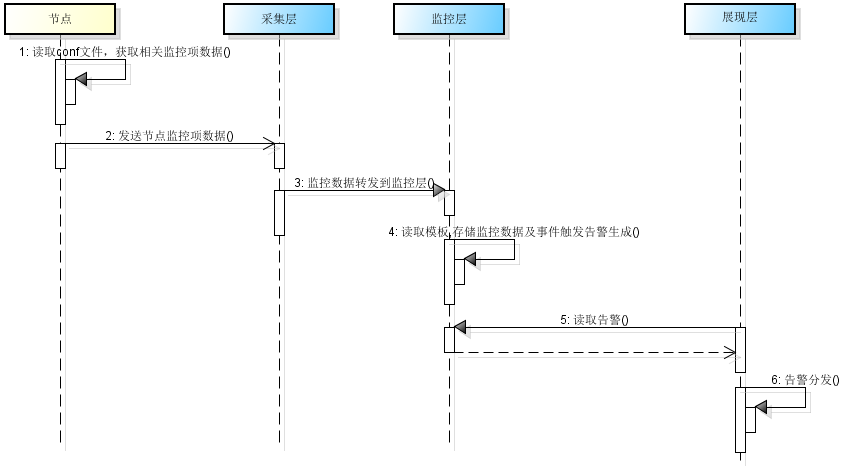 节点
采集层
监控层
展现层
1: 读取conf文件，获取相关监控项数据()
2: 发送节点监控项数据()
3: 监控数据转发到监控层()
4: 读取模板,存储监控数据及事件触发告警生成()
5: 读取告警()
6: 告警分发()